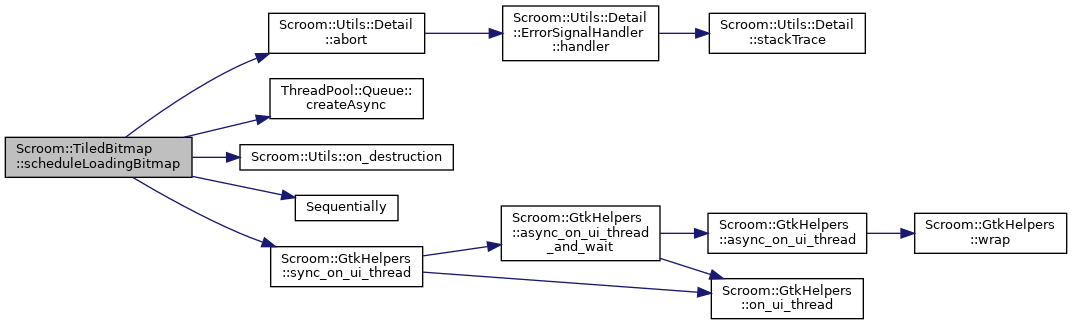 Scroom::TiledBitmap
::scheduleLoadingBitmap
Scroom::Utils::Detail
::abort
Scroom::Utils::Detail
::ErrorSignalHandler
::handler
Scroom::Utils::Detail
::stackTrace
ThreadPool::Queue::
createAsync
Scroom::Utils::on_destruction
Sequentially
Scroom::GtkHelpers
::sync_on_ui_thread
Scroom::GtkHelpers
::async_on_ui_thread
_and_wait
Scroom::GtkHelpers
::async_on_ui_thread
Scroom::GtkHelpers
::wrap
Scroom::GtkHelpers
::on_ui_thread